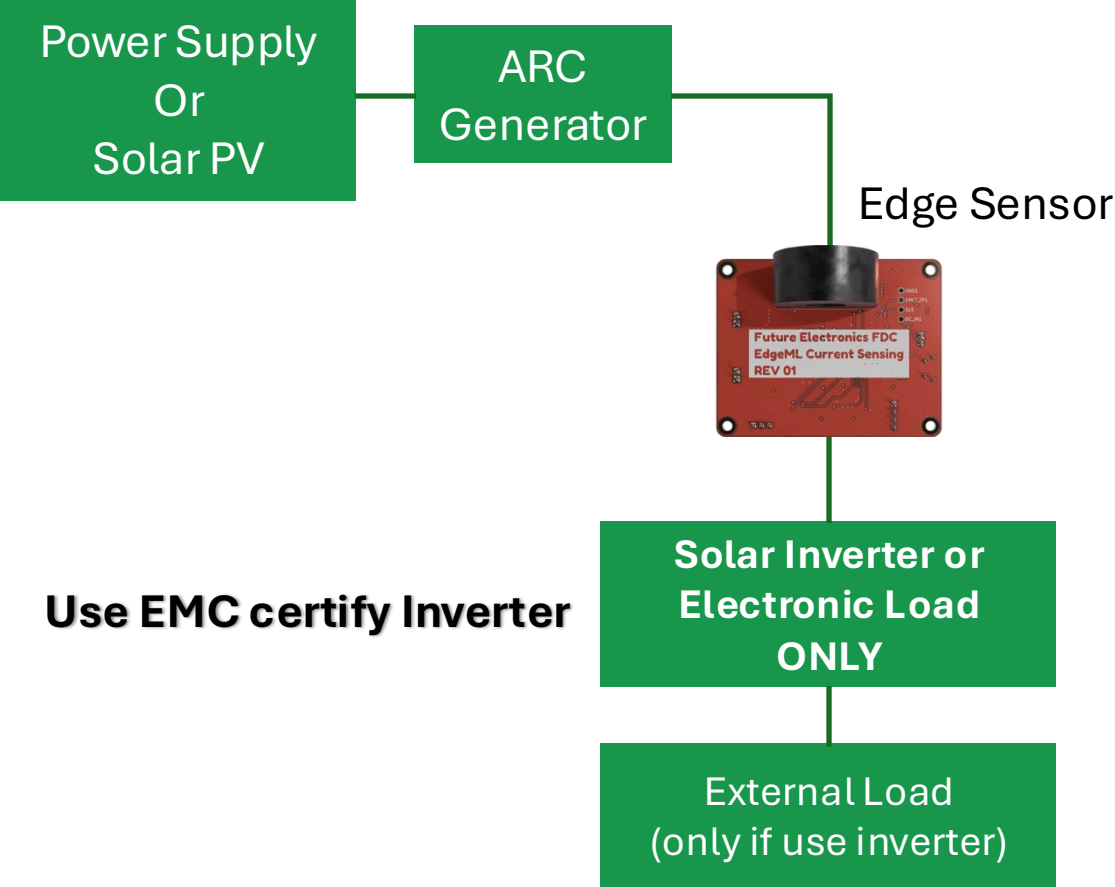 Power Supply
Or
Solar PV
ARC
Generator
Edge Sensor
Future Electronics FDC
EdgeML Current Sensing
REV 01
Use EMC certify Inverter
Solar Inverter or
Electronic Load
ONLY
External Load
(only if use inverter)